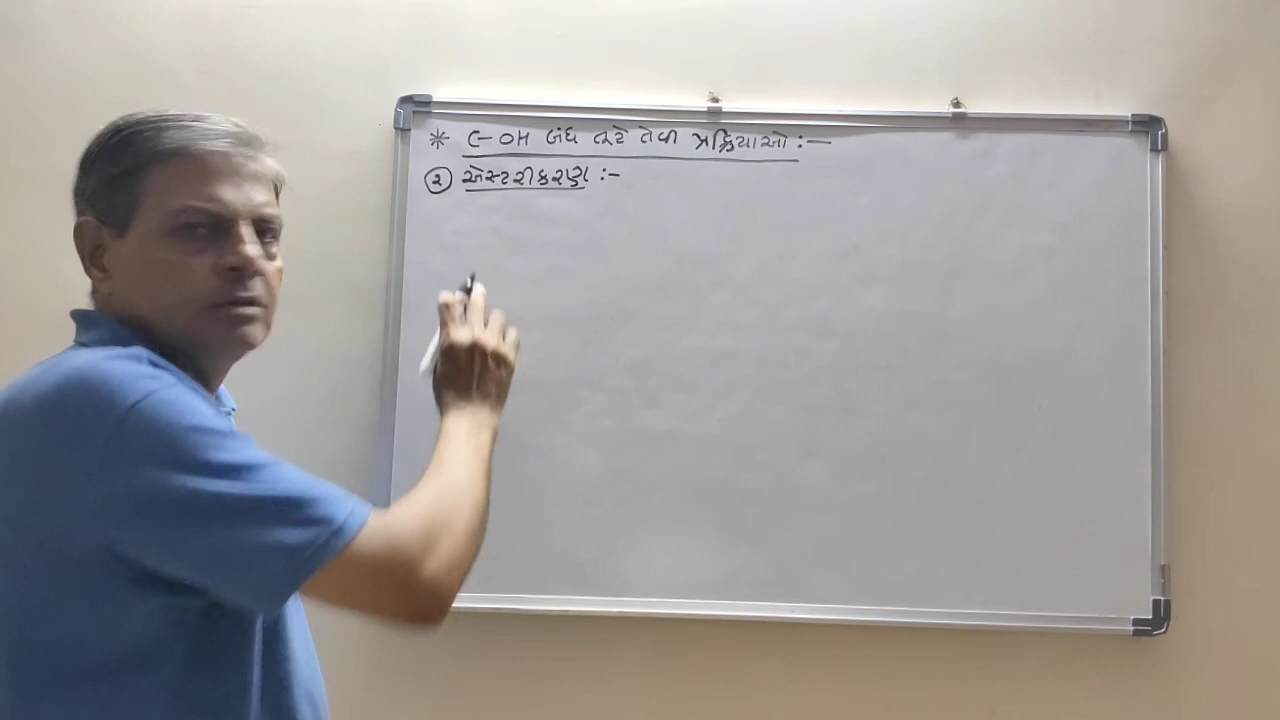 * C-OH બંધ તૂટે તેવી પ્રક્રિયાઓ :-
(૨) એસ્ટરીકરણ :-